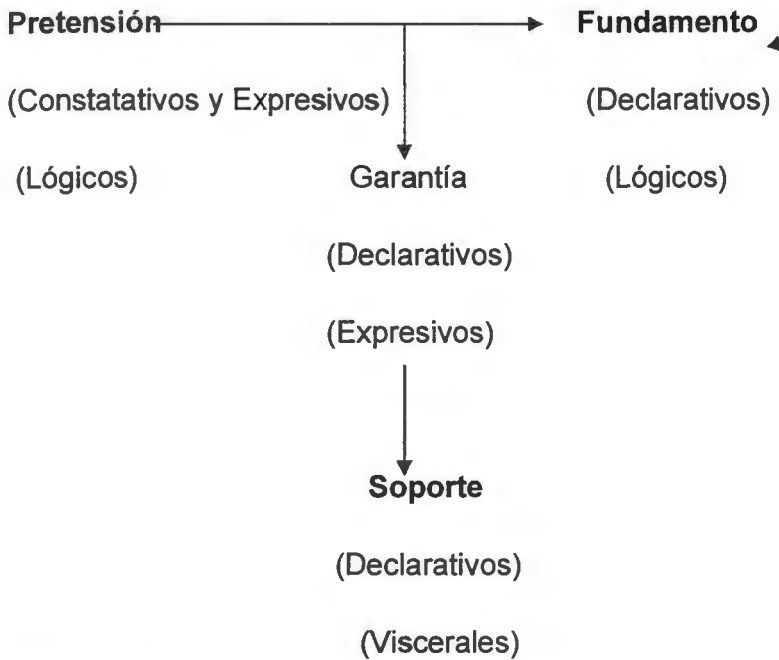 Pretensión Fundamento
(Constatativos y Expresivos) (Declarativos)
(Lógicos) Garantía (Lógicos)
(Declarativos)
(Expresivos)
Soporte
(Declarativos)
(Viscerales)